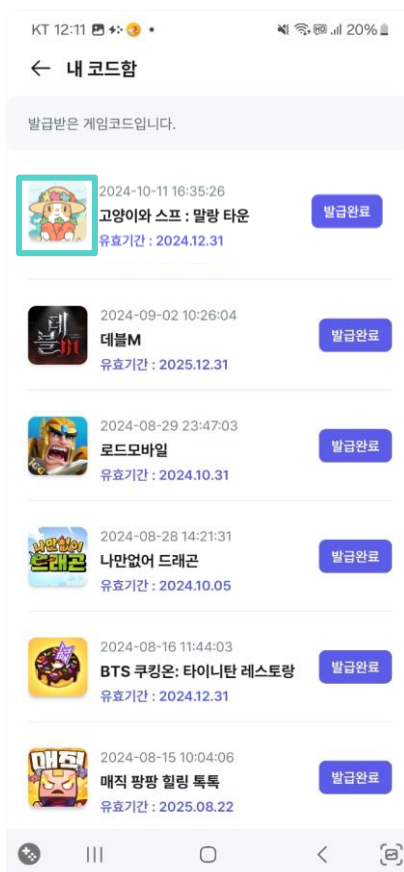 KT 12:11
20%
내 코드함
발급받은 게임코드입니다.
2024-10-11 16:35:26
고양이와 스프 : 말랑 타운
유효기간 : 2024.12.31
발급완료
데블M
2024-09-02 10:26:04
데블M
유효기간 : 2025.12.31
발급완료
IGG
2024-08-29 23:47:03
로드모바일
유효기간 : 2024.10.31
발급완료
나만없어
드래곤
2024-08-28 14:21:31
나만없어 드래곤
유효기간 : 2024.10.05
발급완료
2024-08-16 11:44:03
BTS 쿠킹온: 타이니탄 레스토랑
유효기간 : 2024.12.31
발급완료
매직
2024-08-15 10:04:06
매직 팡팡 힐링 톡톡
유효기간 : 2025.08.22
발급완료